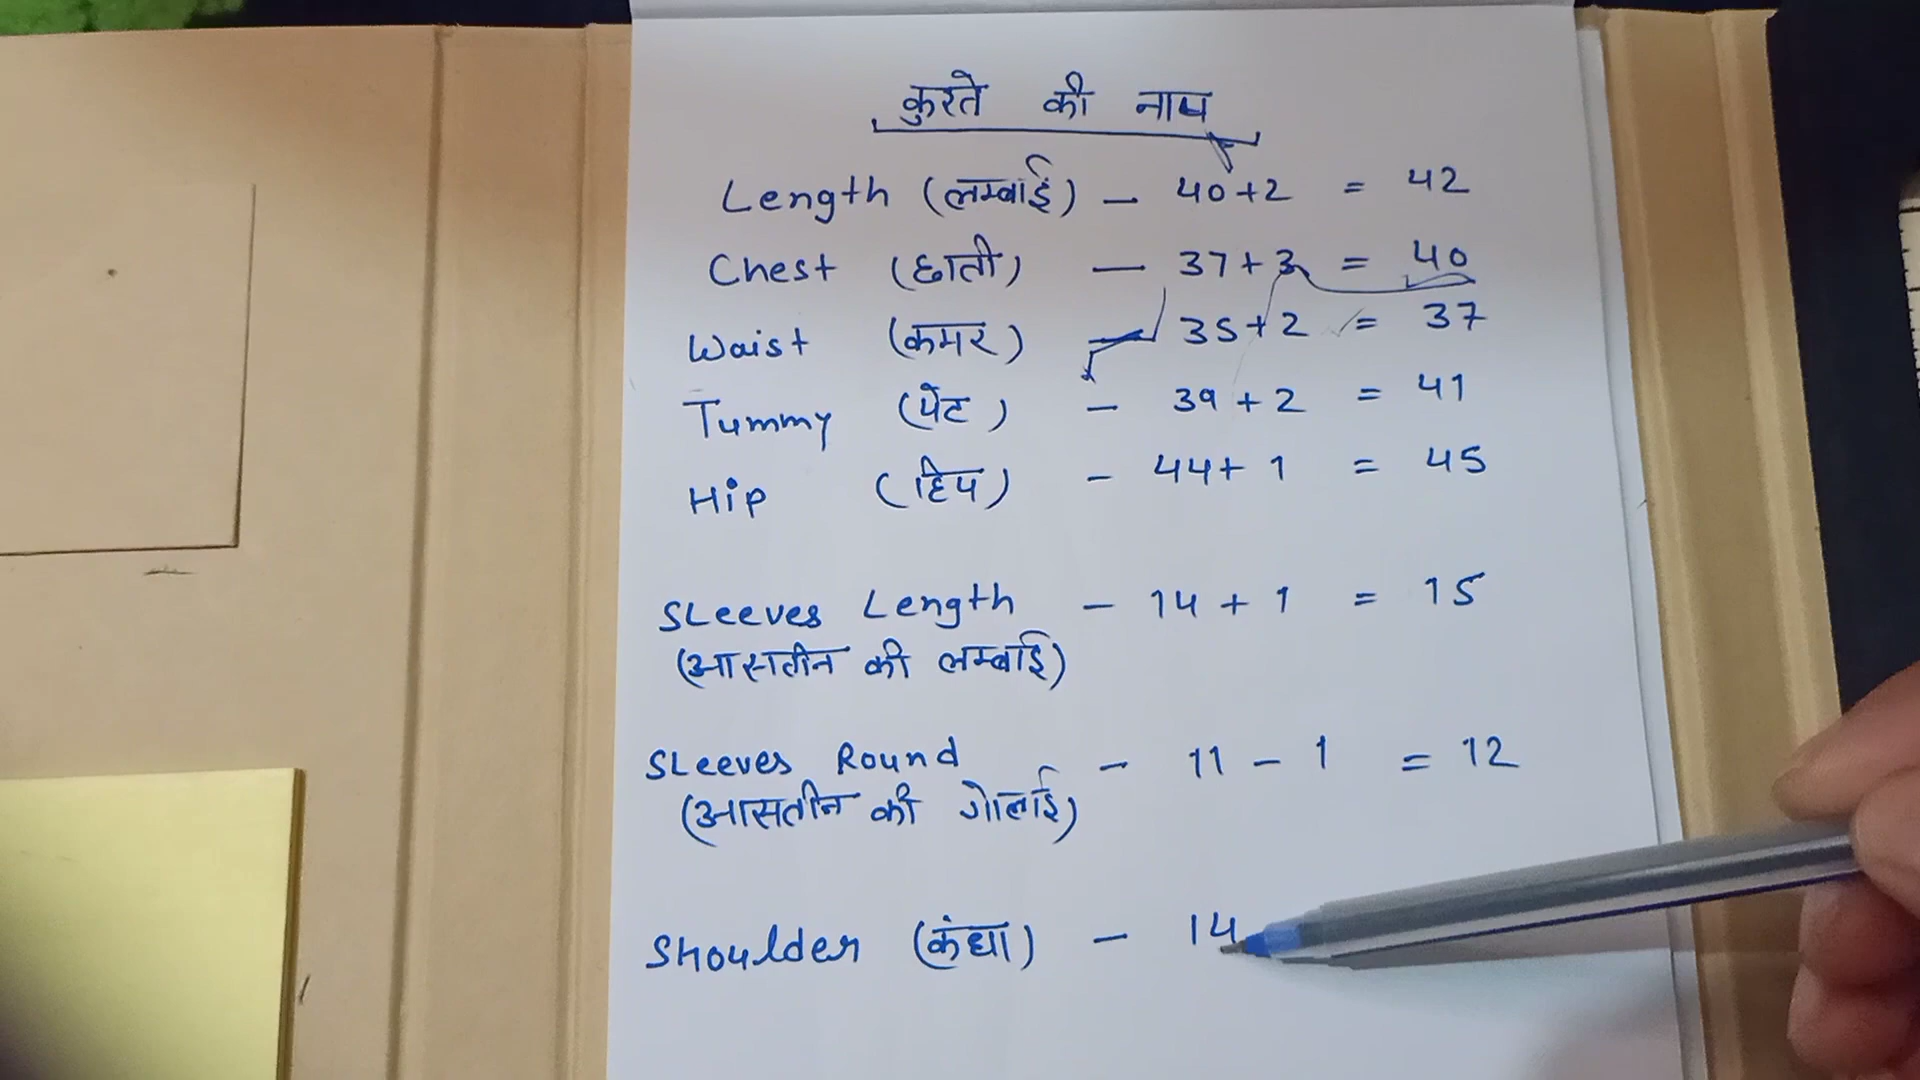 कुरते की नाप
Length (लम्बाई) - 40+2 = 42
Chest (छाती) - 37+3 = 40
Waist (कमर) - 35+2 = 37
Tummy (पेट) - 39+2 = 41
Hip (हिप) - 44+1 = 45
Sleeves Length - 14+1 = 15
(आसतीन की लम्बाई)
Sleeves Round - 11-1 = 12
(आसतीन की गोलाई)
Shoulder (कंधा) - 14